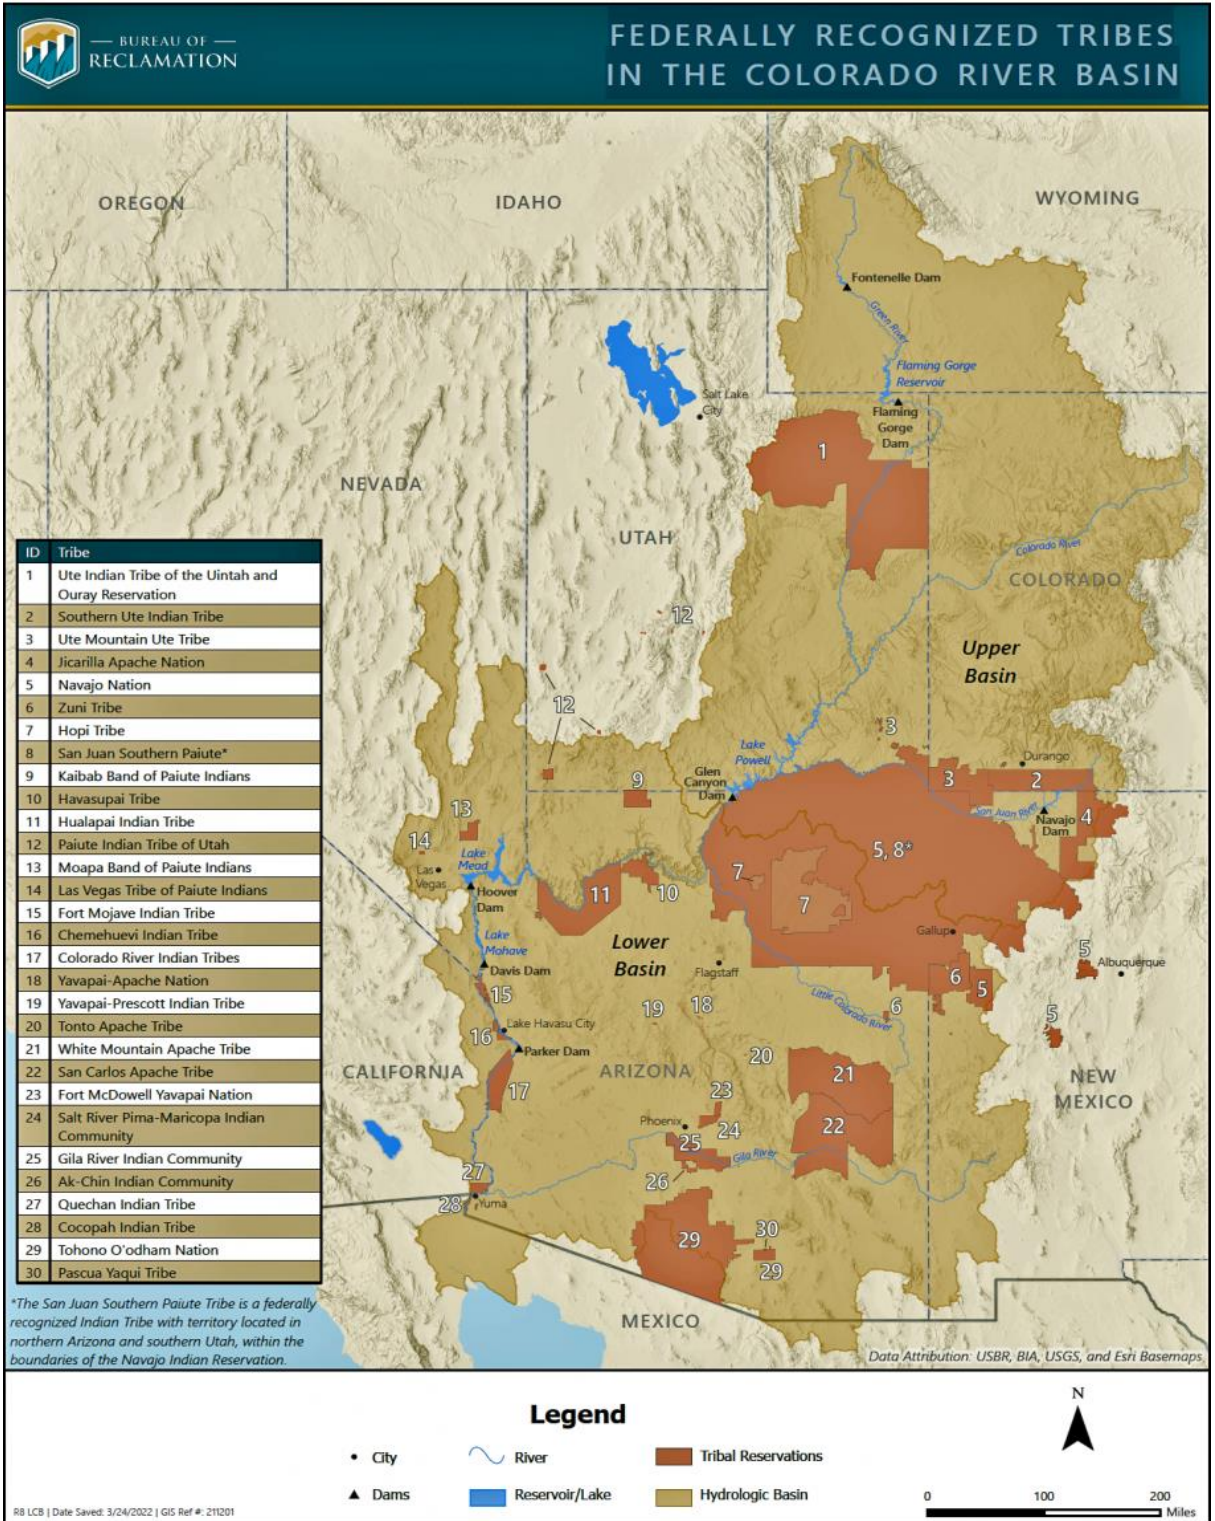 BUREAU OF
RECLAMATION
FEDERALLY RECOGNIZED TRIBES
IN THE COLORADO RIVER BASIN
OREGON
IDAHO
WYOMING
Fontenelle Dam
Green River
Flaming Gorge
Reservoir
Salt Lake
City
Flaming
Gorge
Dam
1
NEVADA
UTAH
Colorado River
COLORADO
12
Upper
Basin
12
3
Lake
Powell
Durango
Glen
Canyon
Dam
9
3
2
San Juan River
Navajo
Dam
4
13
14
5, 8*
Las
Vegas
Lake
Mead
Hoover
Dam
11
10
7
7
Lower
Basin
Gallup
Lake
Mohave
Davis Dam
Flagstaff
6
5
5
Albuquerque
15
19
18
Little Colorado River
6
5
16
Lake Havasu City
Parker Dam
20
CALIFORNIA
ARIZONA
17
21
NEW
MEXICO
23
Phoenix
24
22
25
Gila River
26
27
28
Yuma
29
30
29
MEXICO
ID Tribe
1 Ute Indian Tribe of the Uintah and
Ouray Reservation
2 Southern Ute Indian Tribe
3 Ute Mountain Ute Tribe
4 Jicarilla Apache Nation
5 Navajo Nation
6 Zuni Tribe
7 Hopi Tribe
8 San Juan Southern Paiute*
9 Kaibab Band of Paiute Indians
10 Havasupai Tribe
11 Hualapai Indian Tribe
12 Paiute Indian Tribe of Utah
13 Moapa Band of Paiute Indians
14 Las Vegas Tribe of Paiute Indians
15 Fort Mojave Indian Tribe
16 Chemehuevi Indian Tribe
17 Colorado River Indian Tribes
18 Yavapai-Apache Nation
19 Yavapai-Prescott Indian Tribe
20 Tonto Apache Tribe
21 White Mountain Apache Tribe
22 San Carlos Apache Tribe
23 Fort McDowell Yavapai Nation
24 Salt River Pima-Maricopa Indian
Community
25 Gila River Indian Community
26 Ak-Chin Indian Community
27 Quechan Indian Tribe
28 Cocopah Indian Tribe
29 Tohono O'odham Nation
30 Pascua Yaqui Tribe
*The San Juan Southern Paiute Tribe is a federally
recognized Indian Tribe with territory located in
northern Arizona and southern Utah, within the
boundaries of the Navajo Indian Reservation.
Data Attribution: USBR, BIA, USGS, and Esri Basemaps
Legend
City
River
Tribal Reservations
Dams
Reservoir/Lake
Hydrologic Basin
N
0 100 200
Miles
R8 LCB | Date Saved: 3/24/2022 | GIS Ref #: 211201